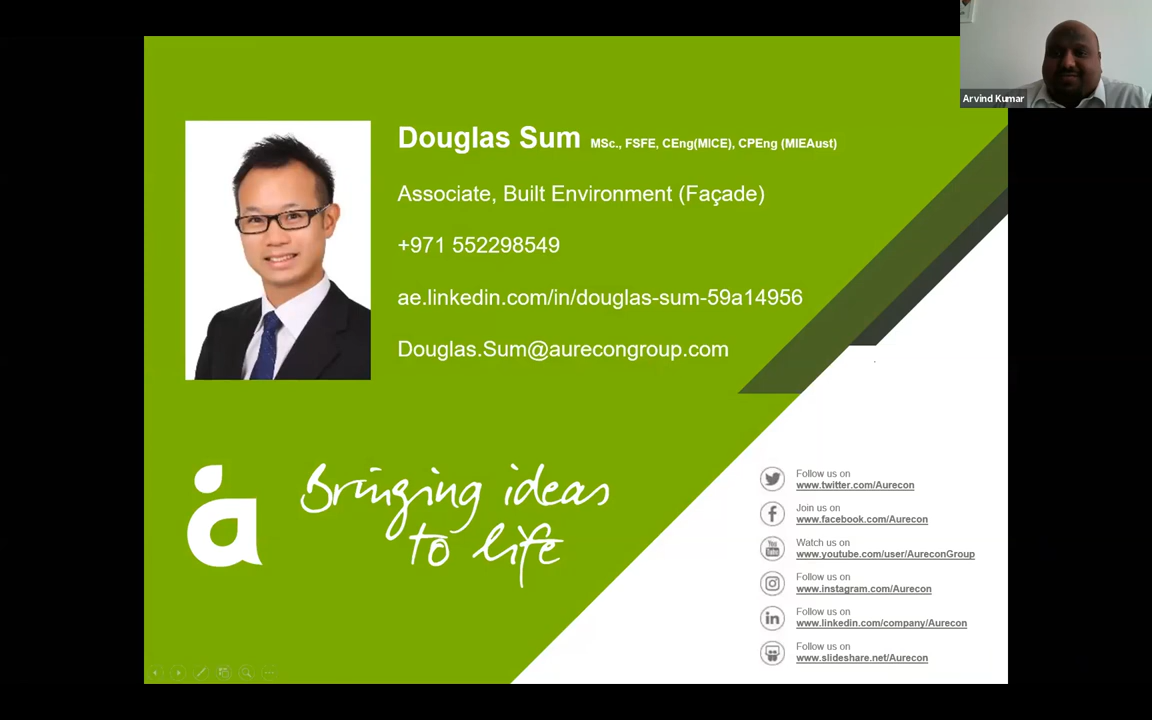 Arvind Kumar
Douglas Sum MSc., FSFE, CEng(MICE), CPEng (MIEAust)
Associate, Built Environment (Façade)
+971 552298549
ae.linkedin.com/in/douglas-sum-59a14956
Douglas.Sum@aurecongroup.com
a
Bringing ideas
to life
Follow us on
www.twitter.com/Aurecon
Join us on
www.facebook.com/Aurecon
Watch us on
www.youtube.com/user/AureconGroup
Follow us on
www.instagram.com/Aurecon
Follow us on
www.linkedin.com/company/Aurecon
Follow us on
www.slideshare.net/Aurecon